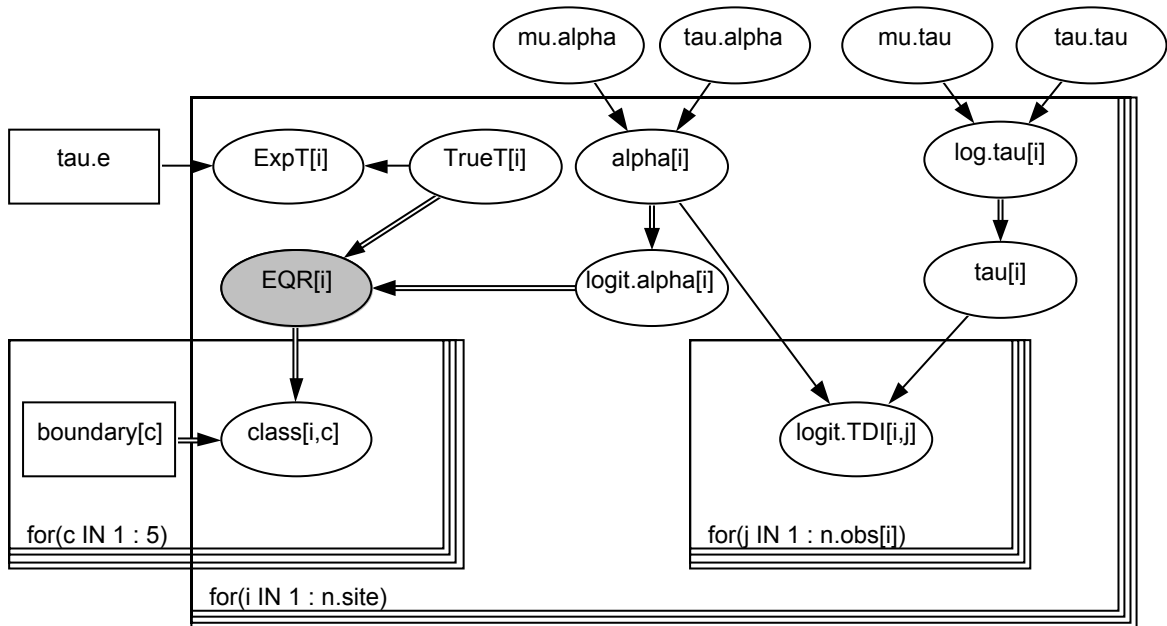 mu.alpha
tau.alpha
mu.tau
tau.tau
tau.e
ExpT[i]
TrueT[i]
alpha[i]
log.tau[i]
EQR[i]
logit.alpha[i]
tau[i]
boundary[c]
class[i,c]
logit.TDI[i,j]
for(c IN 1 : 5)
for(j IN 1 : n.obs[i])
for(i IN 1 : n.site)